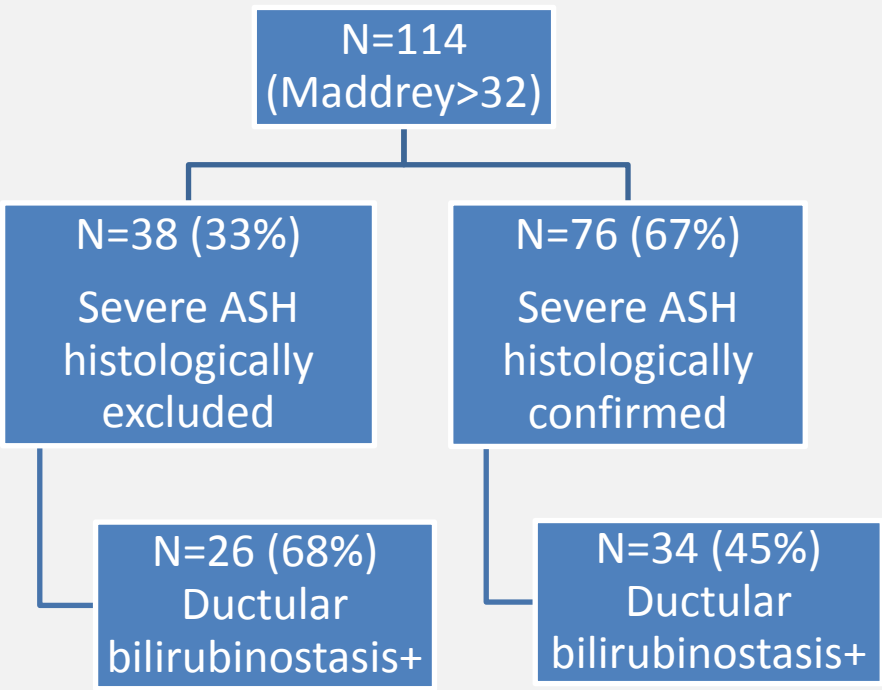 N=114
(Maddrey>32)
N=38 (33%)
Severe ASH
histologically
excluded
N=76 (67%)
Severe ASH
histologically
confirmed
N=26 (68%)
Ductular
bilirubinostasis+
N=34 (45%)
Ductular
bilirubinostasis+